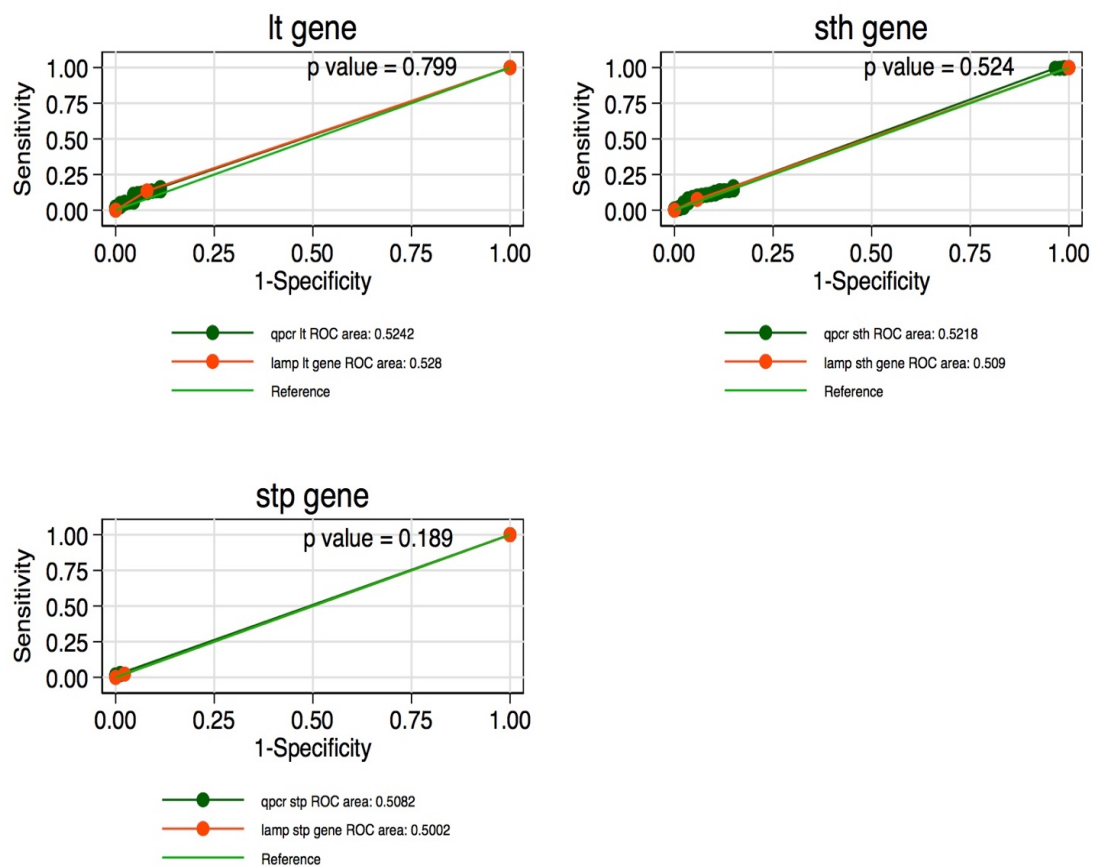 lt gene
p value = 0.799
Sensitivity
1.00
0.75
0.50
0.25
0.00
0.00 0.25 0.50 0.75 1.00
1-Specificity
qpcr lt ROC area: 0.5242
lamp lt gene ROC area: 0.528
Reference
sth gene
p value = 0.524
Sensitivity
1.00
0.75
0.50
0.25
0.00
0.00 0.25 0.50 0.75 1.00
1-Specificity
qpcr sth ROC area: 0.5218
lamp sth gene ROC area: 0.509
Reference
stp gene
p value = 0.189
Sensitivity
1.00
0.75
0.50
0.25
0.00
0.00 0.25 0.50 0.75 1.00
1-Specificity
qpcr stp ROC area: 0.5082
lamp stp gene ROC area: 0.5002
Reference